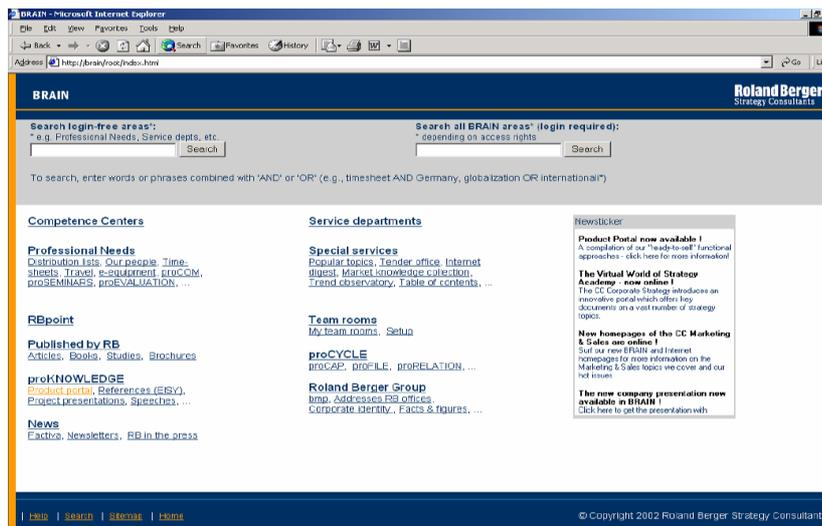 BRAIN - Microsoft Internet Explorer
File Edit View Favorites Tools Help
Back Search Favorites History
Address http://brain/root/index.html Go
BRAIN
Roland Berger
Strategy Consultants
Search login-free areas*:
* e.g. Professional Needs, Service depts, etc.
Search
Search all BRAIN areas* (login required):
* depending on access rights
Search
To search, enter words or phrases combined with 'AND' or 'OR' (e.g., timesheet AND Germany, globalization OR international*)
Competence Centers
Professional Needs
Distribution lists, Our people, Time-
sheets, Travel, e-equipment, proCOM,
proSEMINARS, proEVALUATION, ...
RBpoint
Published by RB
Articles, Books, Studies, Brochures
proKNOWLEDGE
Product portal, References (EISY),
Project presentations, Speeches, ...
News
Factiva, Newsletters, RB in the press
Service departments
Special services
Popular topics, Tender office, Internet
digest, Market knowledge collection,
Trend observatory, Table of contents, ...
Team rooms
My team rooms, Setup
proCYCLE
proCAP, proFILE, proRELATION, ...
Roland Berger Group
bmp, Addresses RB offices,
Corporate identity, Facts & figures, ...
Newsticker
Product Portal now available !
A compilation of our "ready-to-sell" functional
approaches - click here for more information!
The Virtual World of Strategy
Academy - now online !
The CC Corporate Strategy introduces an
innovative portal which offers key
documents on a vast number of strategy
topics.
New homepages of the CC Marketing
& Sales are online !
Surf our new BRAIN and Internet
homepages for more information on the
Marketing & Sales topics we cover and our
hot issues
The new company presentation now
available in BRAIN !
Click here to get the presentation with
| Help | Search | Sitemap | Home
© Copyright 2002 Roland Berger Strategy Consultant